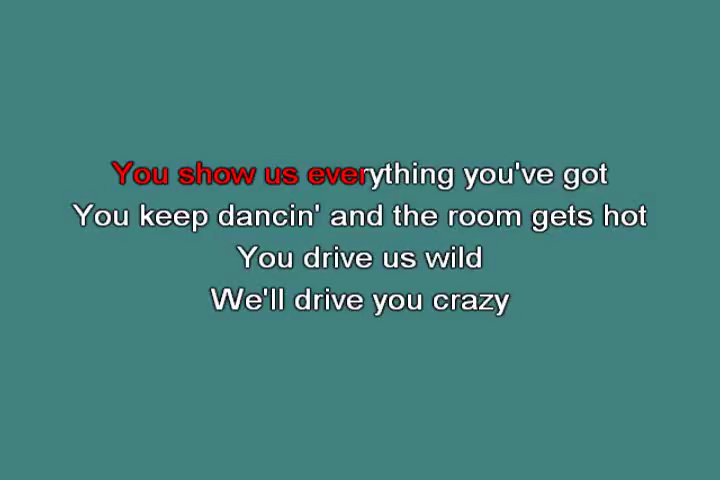 You show us everything you've got
You keep dancin' and the room gets hot
You drive us wild
We'll drive you crazy